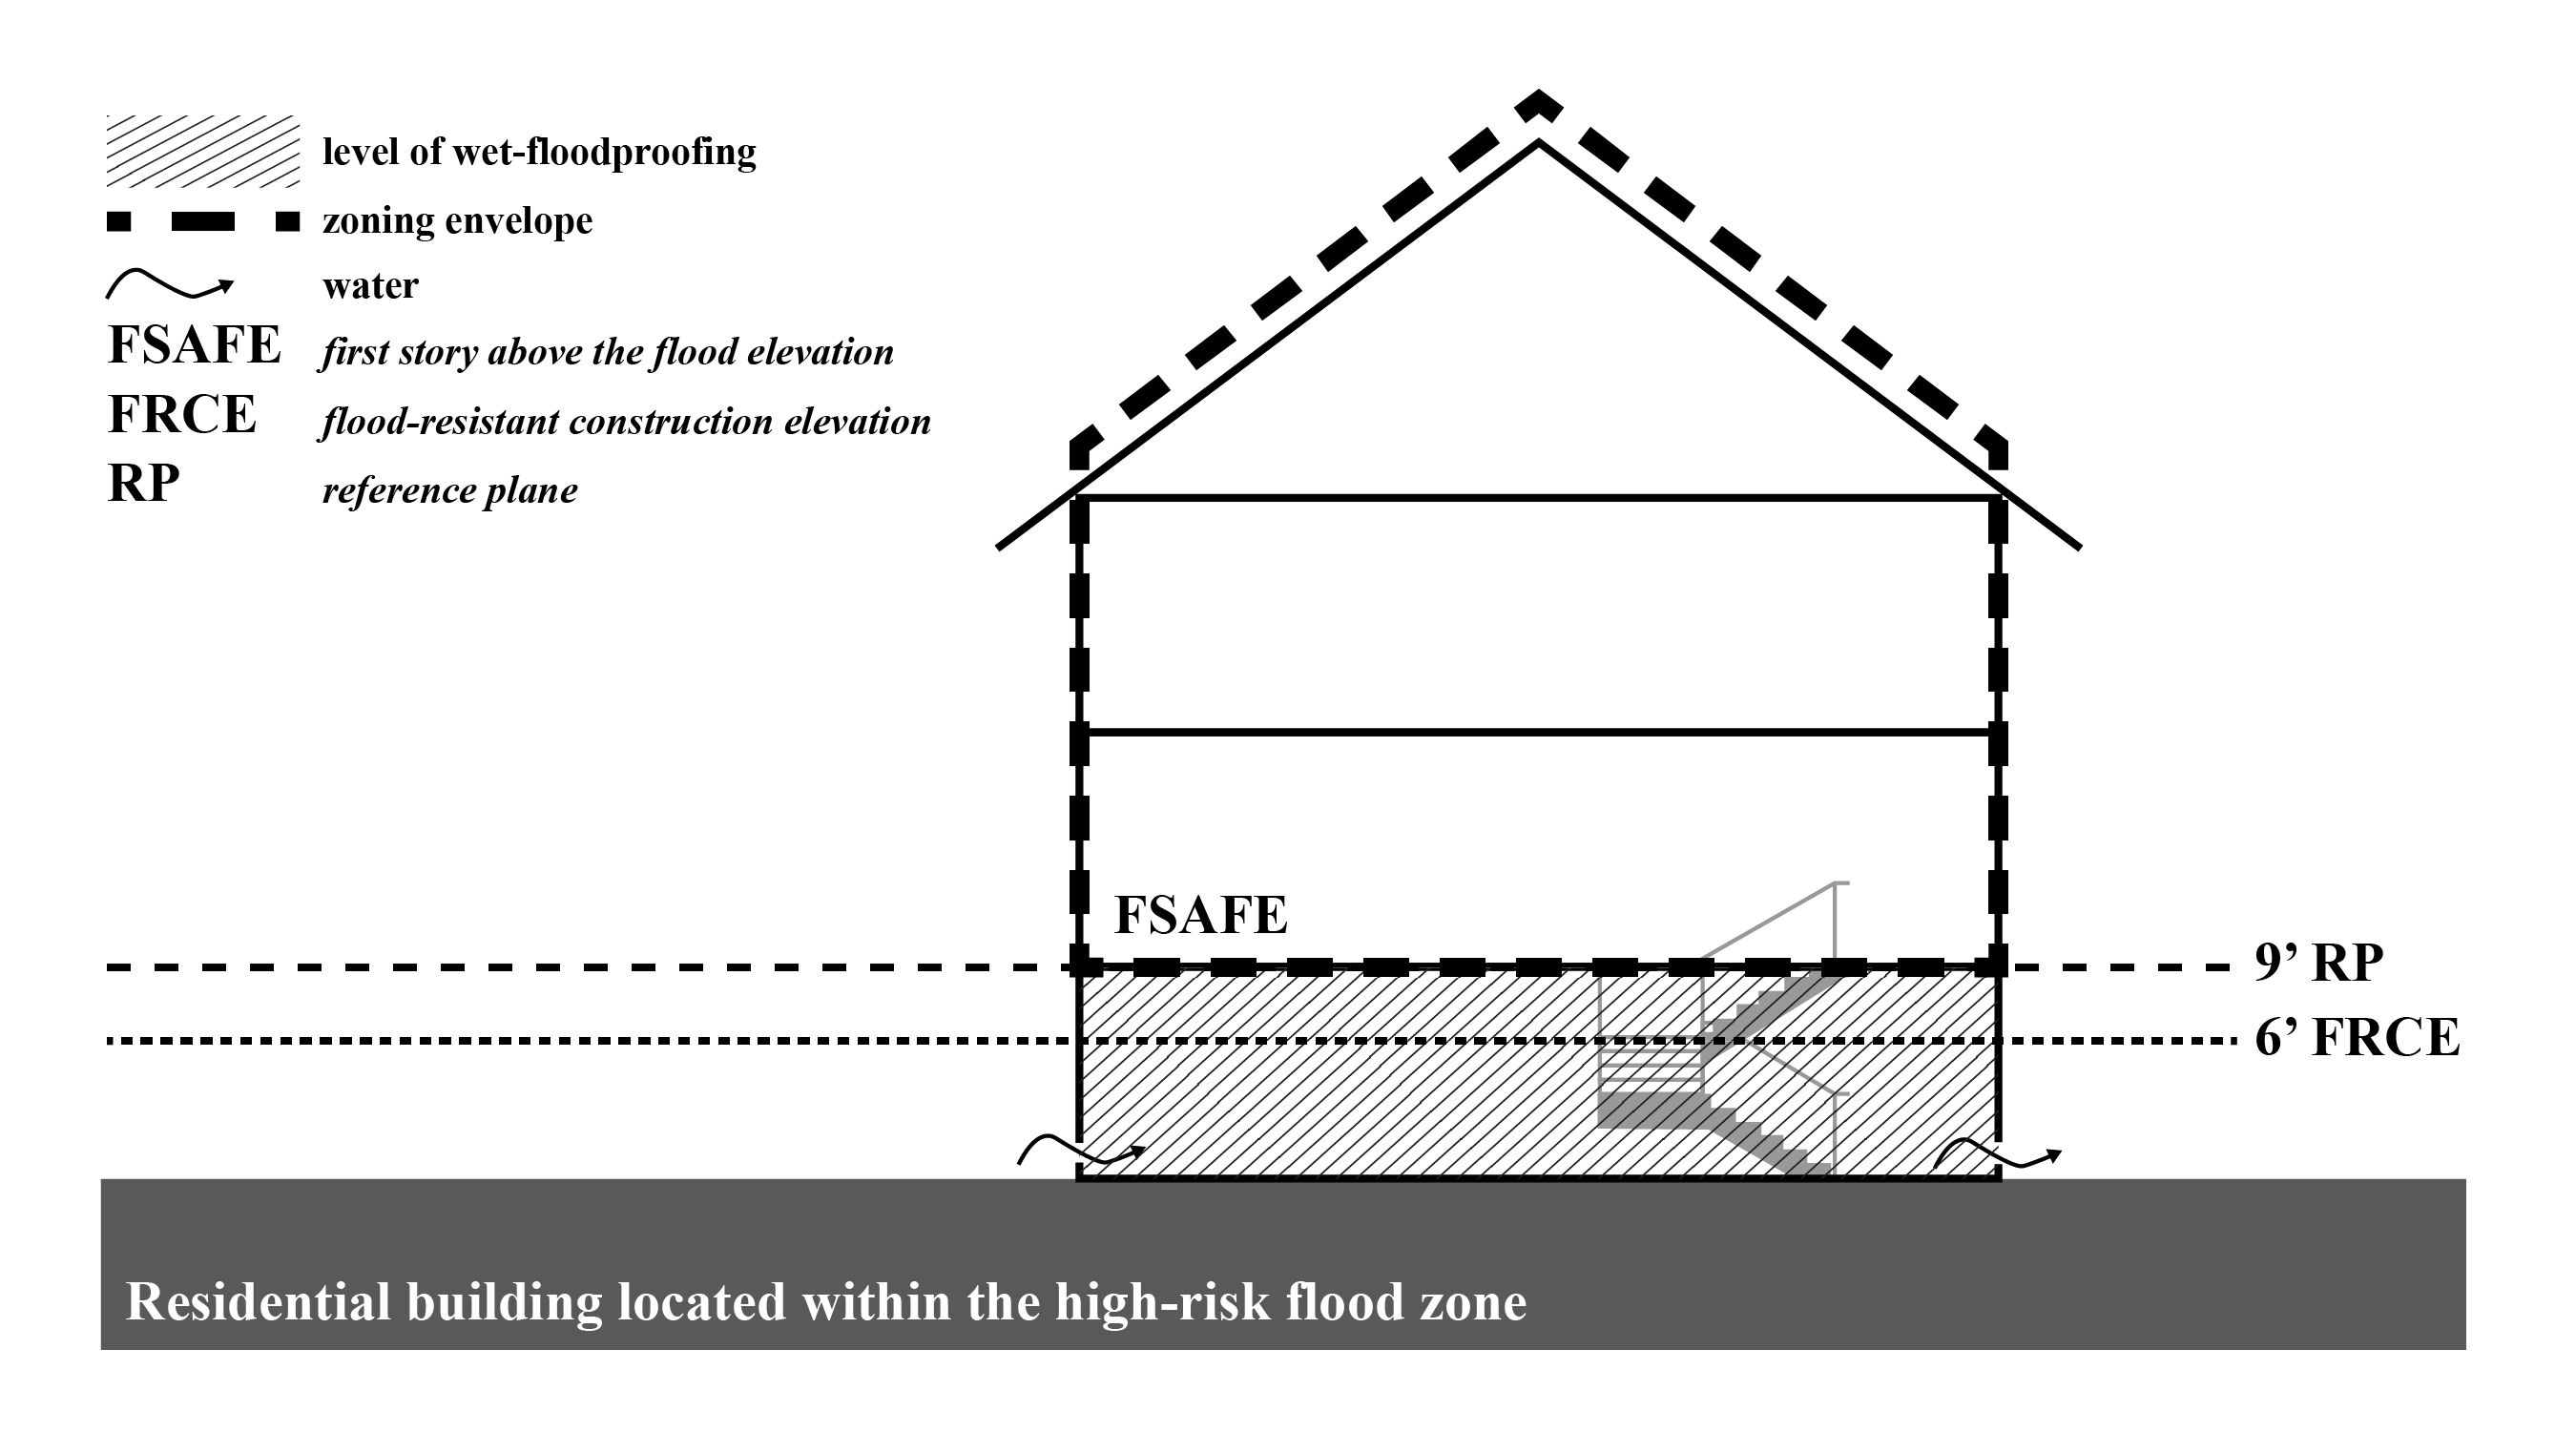 level of wet-floodproofing
zoning envelope
water
FSAFE first story above the flood elevation
FRCE flood-resistant construction elevation
RP reference plane
FSAFE
9’ RP
6’ FRCE
Residential building located within the high-risk flood zone